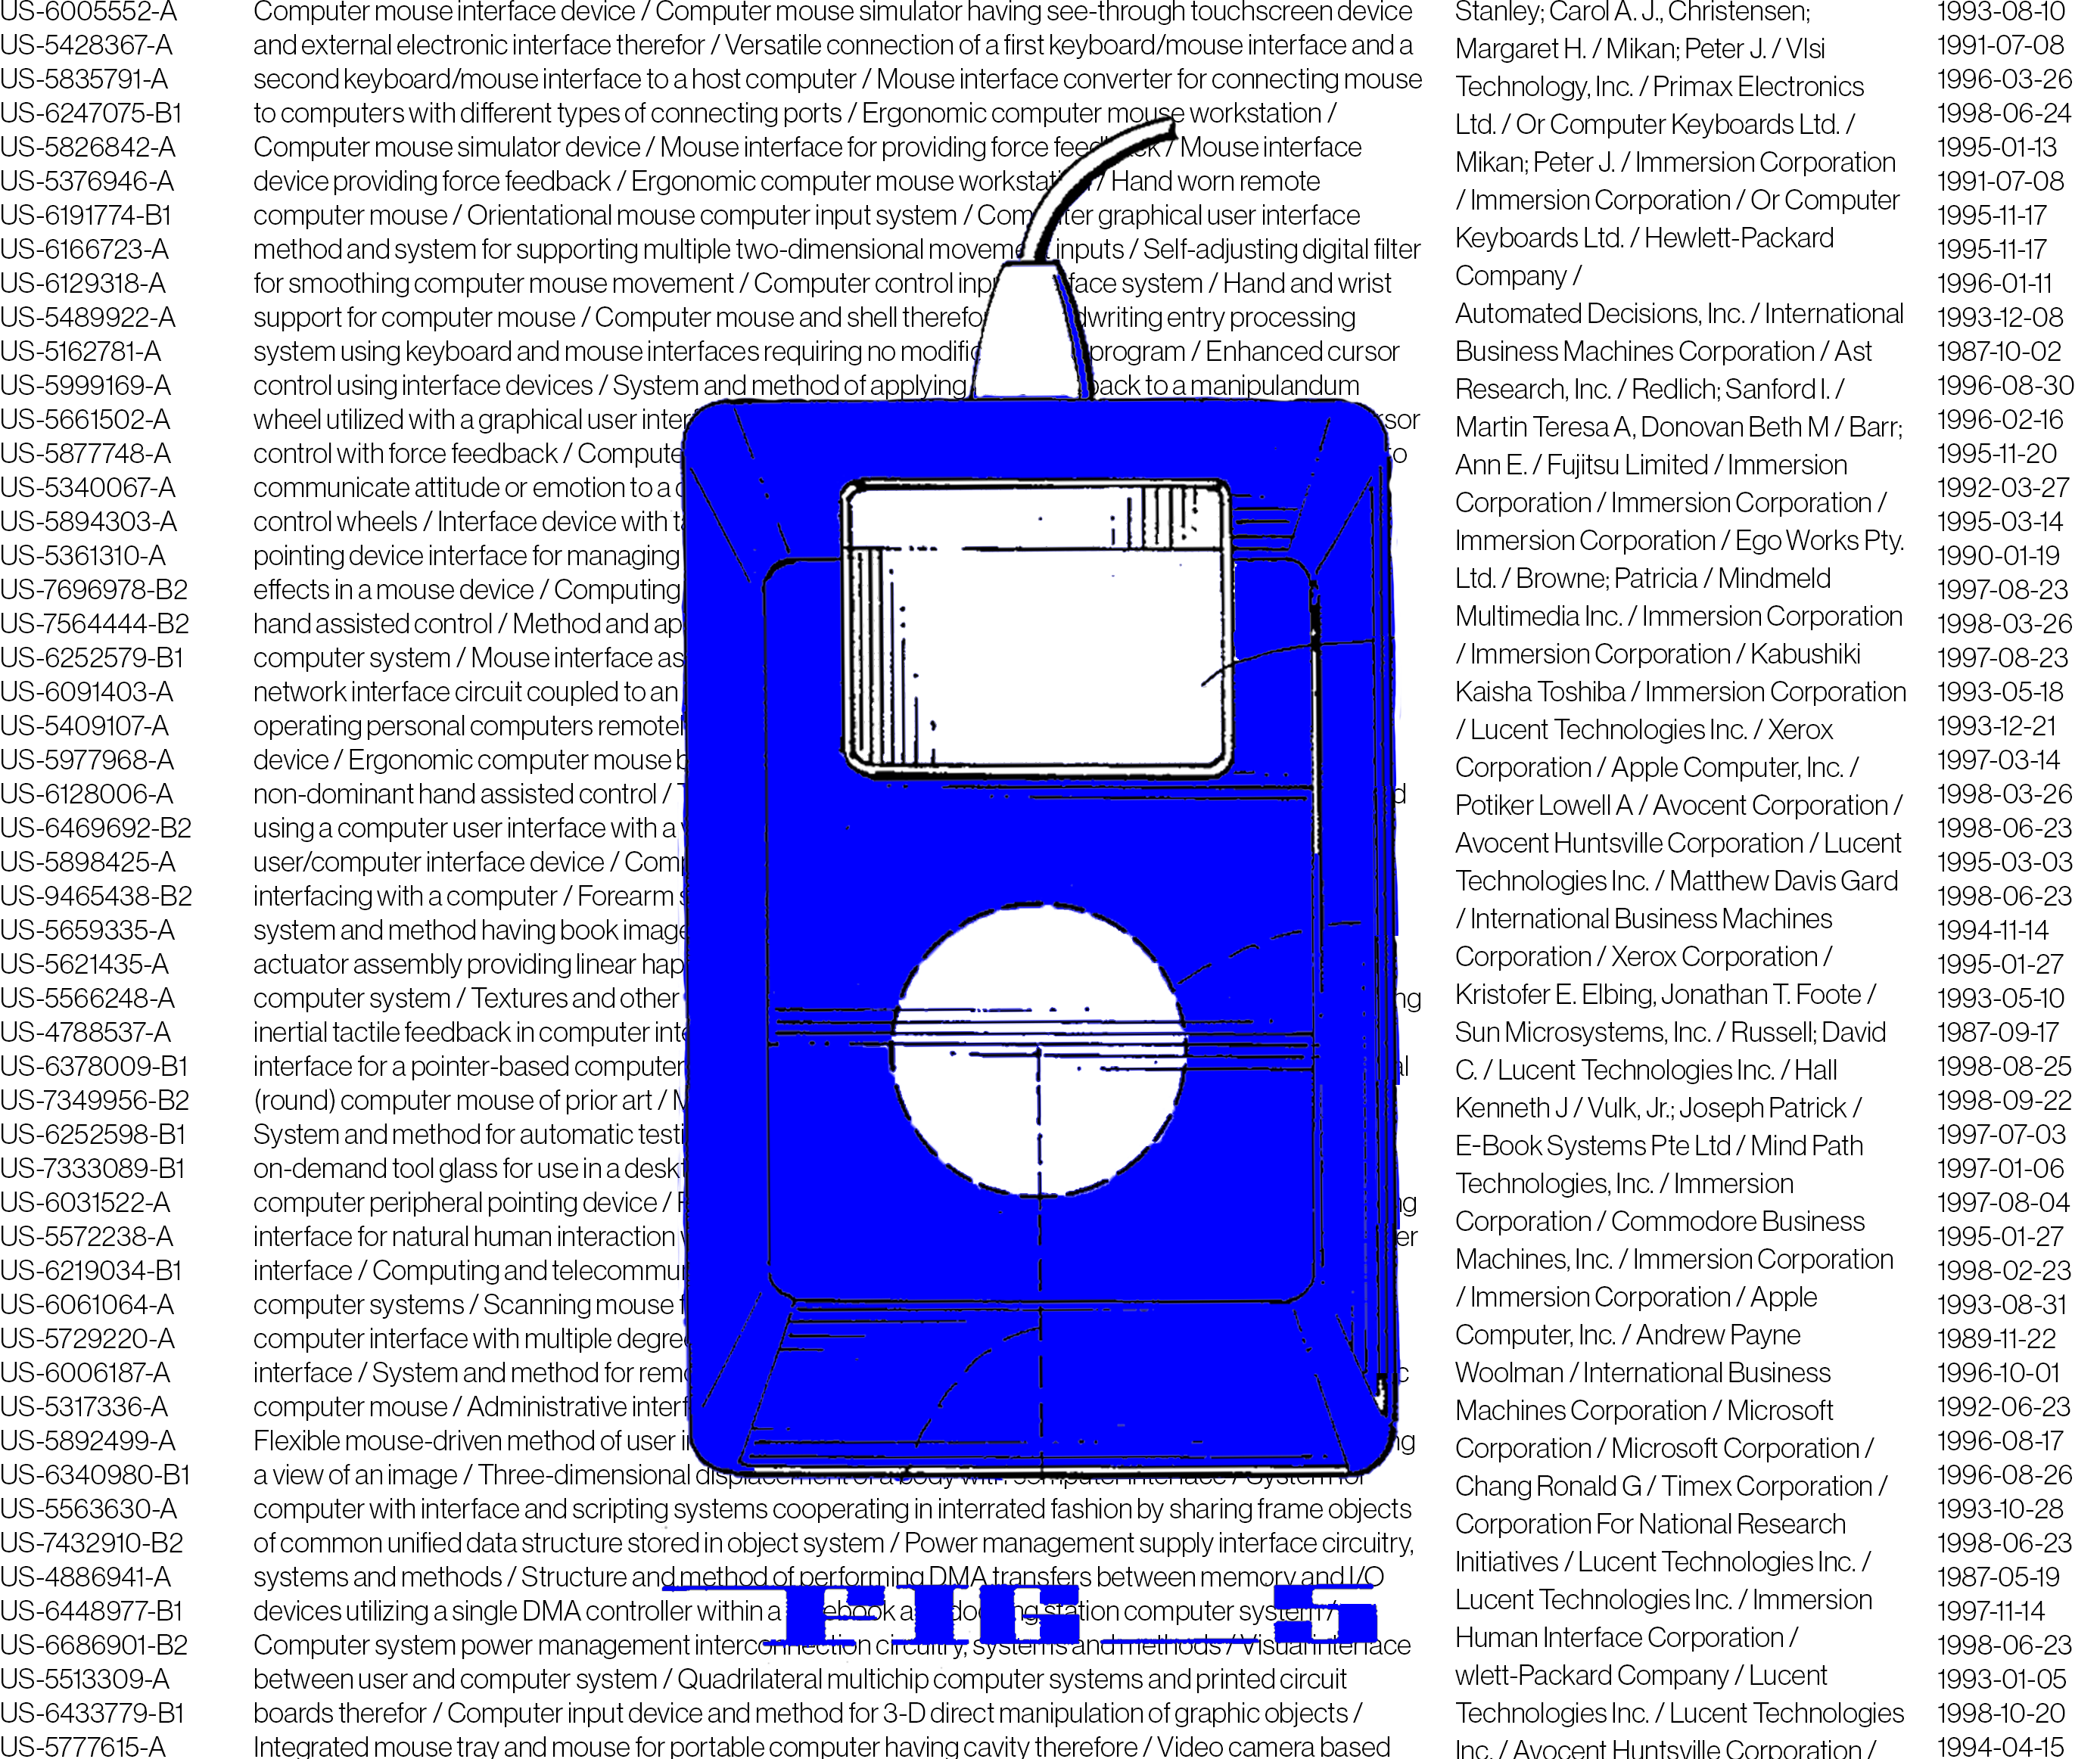 US-6005552-A
US-5428367-A
US-5835791-A
US-6247075-B1
US-5826842-A
US-5376946-A
US-6191774-B1
US-6166723-A
US-6129318-A
US-5489922-A
US-5162781-A
US-5999169-A
US-5661502-A
US-5877748-A
US-5340067-A
US-5894303-A
US-5361310-A
US-7696978-B2
US-7564444-B2
US-6252579-B1
US-6091403-A
US-5409107-A
US-5977968-A
US-6128006-A
US-6469692-B2
US-5898425-A
US-9465438-B2
US-5659335-A
US-5621435-A
US-5566248-A
US-4788537-A
US-6378009-B1
US-7349956-B2
US-6252598-B1
US-7333089-B1
US-6031522-A
US-5572238-A
US-6219034-B1
US-6061064-A
US-5729220-A
US-6006187-A
US-5317336-A
US-5892499-A
US-6340980-B1
US-5563630-A
US-7432910-B2
US-4886941-A
US-6448977-B1
US-6686901-B2
US-5513309-A
US-6433779-B1
US-5777615-A
Computer mouse interface device / Computer mouse simulator having see-through touchscreen device
and external electronic interface therefor / Versatile connection of a first keyboard/mouse interface and a
second keyboard/mouse interface to a host computer / Mouse interface converter for connecting mouse
to computers with different types of connecting ports / Ergonomic computer mouse workstation /
Computer mouse simulator device / Mouse interface for providing force feedback / Mouse interface
device providing force feedback / Ergonomic computer mouse workstation / Hand worn remote
computer mouse / Orientational mouse computer input system / Computer graphical user interface
method and system for supporting multiple two-dimensional movement inputs / Self-adjusting digital filter
for smoothing computer mouse movement / Computer control input interface system / Hand and wrist
support for computer mouse / Computer mouse and shell therefor / Handwriting entry processing
system using keyboard and mouse interfaces requiring no program / Enhanced cursor
control using interface devices / System and method of applying to a manipulandum
wheel utilized with a graphical user
control with force feedback /
communicate attitude or emotion to a
control wheels / Interface device with
pointing device interface for managing
effects in a mouse device / Computing
hand assisted control / Method and
computer system / Mouse interface
network interface circuit coupled to an
operating personal computers
device / Ergonomic computer mouse
non-dominant hand assisted control /
using a computer user interface with a
user/computer interface device /
interfacing with a computer / Forearm
system and method having book
actuator assembly providing linear
computer system / Textures and other
inertial tactile feedback in computer
interface for a pointer-based computer
(round) computer mouse of prior art /
System and method for automatic
on-demand tool glass for use in a
computer peripheral pointing device /
interface for natural human interaction
interface / Computing and
computer systems / Scanning mouse
computer interface with multiple
interface / System and method for
computer mouse / Administrative
Flexible mouse-driven method of user
a view of an image / Three-dimensional displacement of a body with computer interface / System for
computer with interface and scripting systems cooperating in interrated fashion by sharing frame objects
of common unified data structure stored in object system / Power management supply interface circuitry,
systems and methods / Structure and method of performing DMA transfers between memory and I/O
devices utilizing a single DMA controller within a notebook and docking station computer system /
Computer system power management interconnection circuitry, systems and methods / Visual interface
between user and computer system / Quadrilateral multichip computer systems and printed circuit
boards therefor / Computer input device and method for 3-D direct manipulation of graphic objects /
Integrated mouse tray and mouse for portable computer having cavity therefore / Video camera based
FIG_5
Stanley; Carol A. J., Christensen;
Margaret H. / Mikan; Peter J. / Vlsi
Technology, Inc. / Primax Electronics
Ltd. / Or Computer Keyboards Ltd. /
Mikan; Peter J. / Immersion Corporation
/ Immersion Corporation / Or Computer
Keyboards Ltd. / Hewlett-Packard
Company /
Automated Decisions, Inc. / International
Business Machines Corporation / Ast
Research, Inc. / Redlich; Sanford I. /
Martin Teresa A, Donovan Beth M / Barr;
Ann E. / Fujitsu Limited / Immersion
Corporation / Immersion Corporation /
Immersion Corporation / Ego Works Pty.
Ltd. / Browne; Patricia / Mindmeld
Multimedia Inc. / Immersion Corporation
/ Immersion Corporation / Kabushiki
Kaisha Toshiba / Immersion Corporation
/ Lucent Technologies Inc. / Xerox
Corporation / Apple Computer, Inc. /
Potiker Lowell A / Avocent Corporation /
Avocent Huntsville Corporation / Lucent
Technologies Inc. / Matthew Davis Gard
/ International Business Machines
Corporation / Xerox Corporation /
Kristofer E. Elbing, Jonathan T. Foote /
Sun Microsystems, Inc. / Russell; David
C. / Lucent Technologies Inc. / Hall
Kenneth J / Vulk, Jr.; Joseph Patrick /
E-Book Systems Pte Ltd / Mind Path
Technologies, Inc. / Immersion
Corporation / Commodore Business
Machines, Inc. / Immersion Corporation
/ Immersion Corporation / Apple
Computer, Inc. / Andrew Payne
Woolman / International Business
Machines Corporation / Microsoft
Corporation / Microsoft Corporation /
Chang Ronald G / Timex Corporation /
Corporation For National Research
Initiatives / Lucent Technologies Inc. /
Lucent Technologies Inc. / Immersion
Human Interface Corporation /
wlett-Packard Company / Lucent
Technologies Inc. / Lucent Technologies
Inc. / Avocent Huntsville Corporation /
1993-08-10
1991-07-08
1996-03-26
1998-06-24
1995-01-13
1991-07-08
1995-11-17
1995-11-17
1996-01-11
1993-12-08
1987-10-02
1996-08-30
1996-02-16
1995-11-20
1992-03-27
1995-03-14
1990-01-19
1997-08-23
1998-03-26
1997-08-23
1993-05-18
1993-12-21
1997-03-14
1998-03-26
1998-06-23
1995-03-03
1998-06-23
1994-11-14
1995-01-27
1993-05-10
1987-09-17
1998-08-25
1998-09-22
1997-07-03
1997-01-06
1997-08-04
1995-01-27
1998-02-23
1993-08-31
1989-11-22
1996-10-01
1992-06-23
1996-08-17
1996-08-26
1993-10-28
1998-06-23
1987-05-19
1997-11-14
1998-06-23
1993-01-05
1998-10-20
1994-04-15